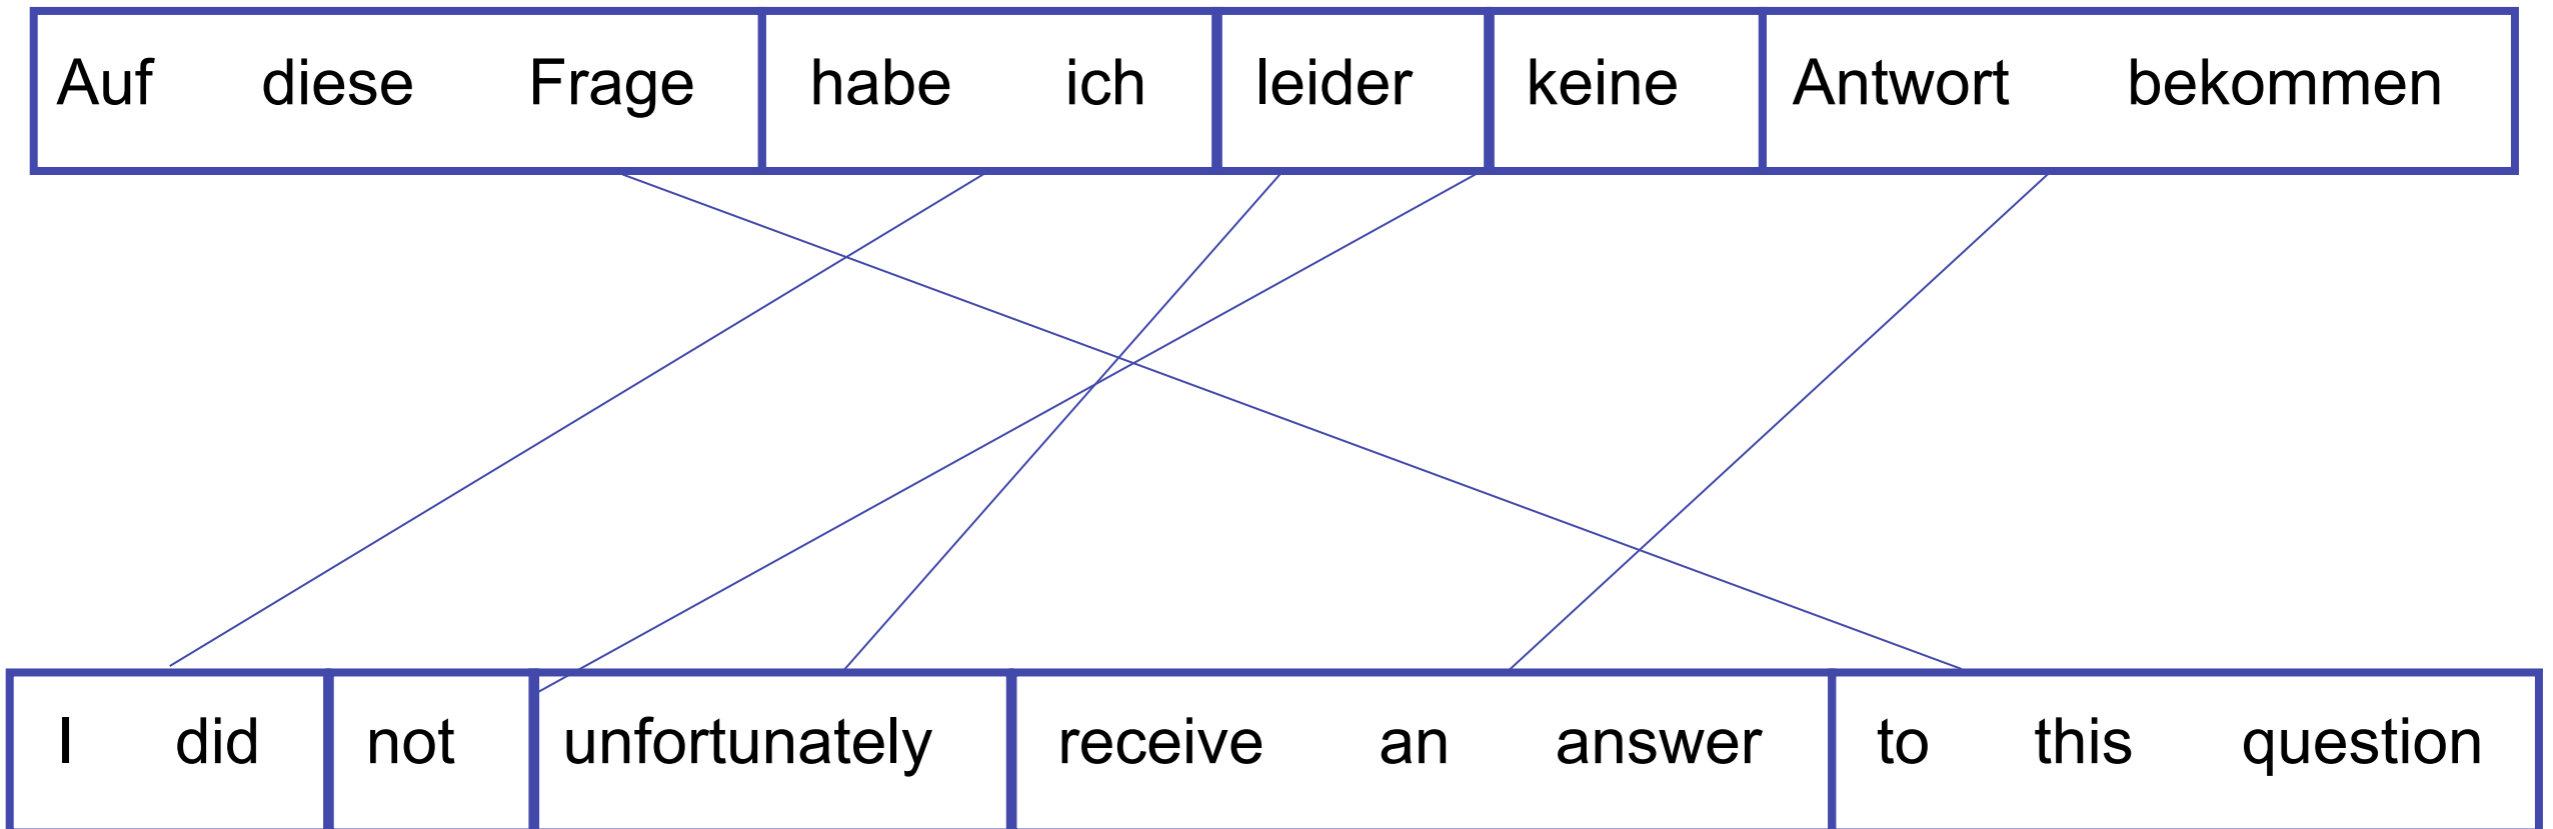 Auf diese Frage habe ich leider keine Antwort bekommen
I did not unfortunately receive an answer to this question